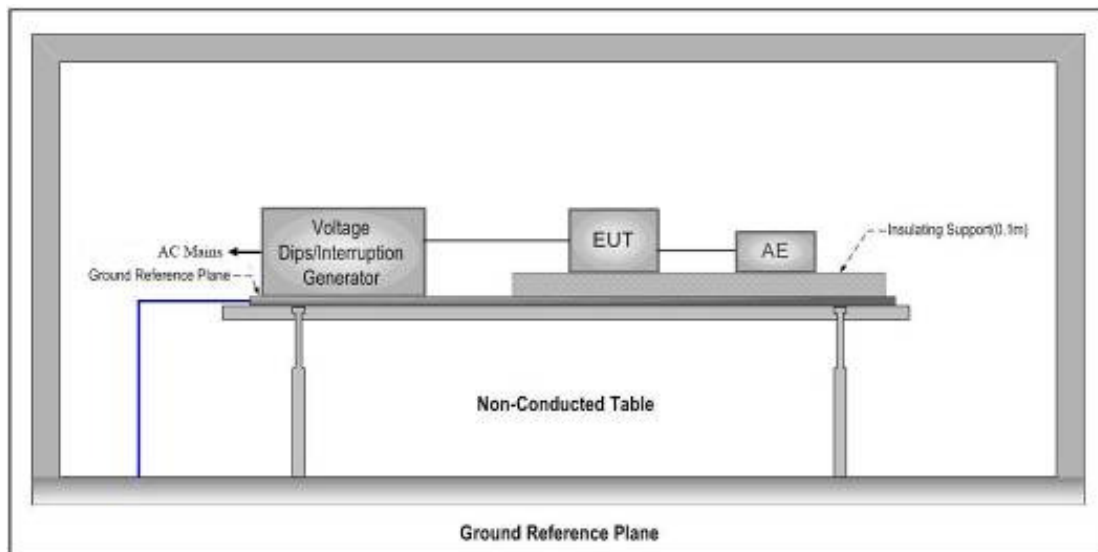 Voltage
Dips/Interruption
Generator
EUT
AE
Insulating Support(0.1m)
AC Mains
Ground Reference Plane
Non-Conducted Table
Ground Reference Plane